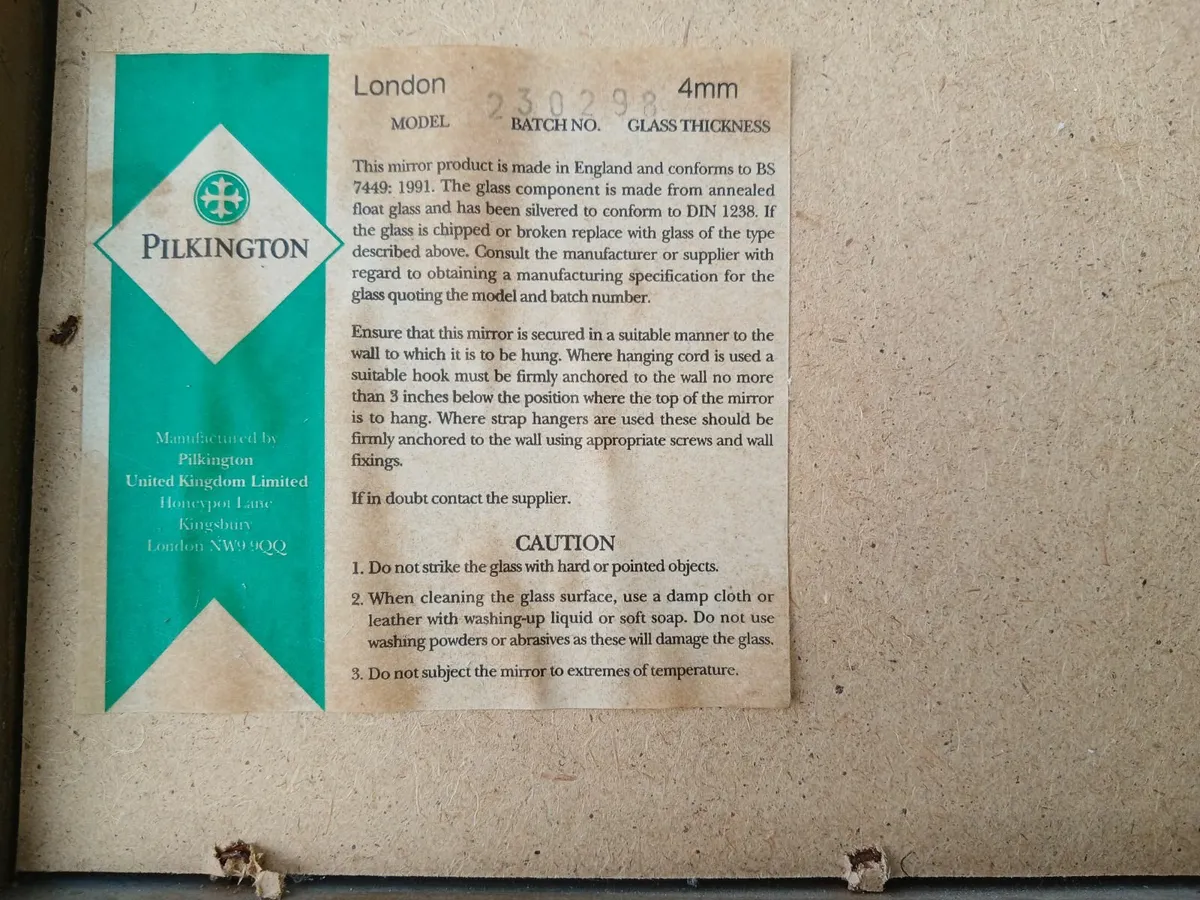 PILKINGTON
Manufactured by
Pilkington
United Kingdom Limited
Honeypot Lane
Kingsbury
London NW9 9QQ
London 230298 4mm
MODEL BATCH NO. GLASS THICKNESS
This mirror product is made in England and conforms to BS
7449: 1991. The glass component is made from annealed
float glass and has been silvered to conform to DIN 1238. If
the glass is chipped or broken replace with glass of the type
described above. Consult the manufacturer or supplier with
regard to obtaining a manufacturing specification for the
glass quoting the model and batch number.
Ensure that this mirror is secured in a suitable manner to the
wall to which it is to be hung. Where hanging cord is used a
suitable hook must be firmly anchored to the wall no more
than 3 inches below the position where the top of the mirror
is to hang. Where strap hangers are used these should be
firmly anchored to the wall using appropriate screws and wall
fixings.
If in doubt contact the supplier.
CAUTION
1. Do not strike the glass with hard or pointed objects.
2. When cleaning the glass surface, use a damp cloth or
leather with washing-up liquid or soft soap. Do not use
washing powders or abrasives as these will damage the glass.
3. Do not subject the mirror to extremes of temperature.